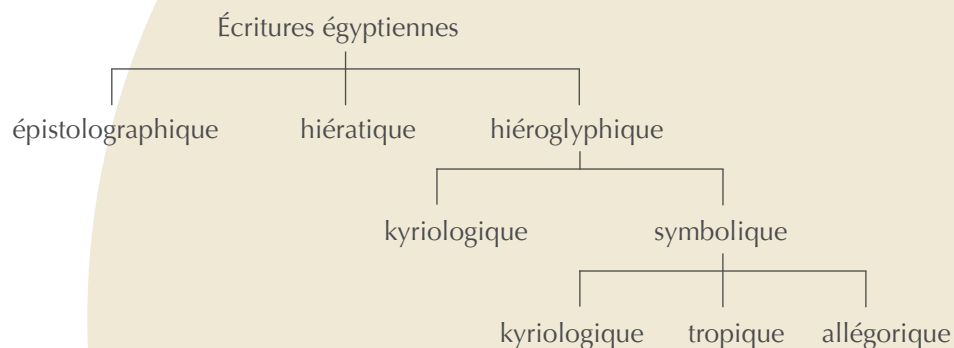 Écritures égyptiennes
épistolographique hiératique hiéroglyphique
kyriologique symbolique
kyriologique tropique allégorique